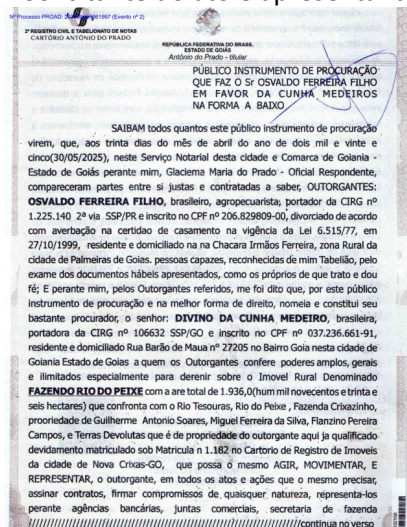 Nº Processo PROAD: 1997 (Evento nº 2)
2º REGISTRO CIVIL E TABELIONATO DE NOTAS
CARTÓRIO ANTÔNIO DO PRADO
REPÚBLICA FEDERATIVA DO BRASIL
ESTADO DE GOIÁS
Antônio do Prado - titular
PÚBLICO INSTRUMENTO DE PROCURAÇÃO
QUE FAZ O Sr OSVALDO FERREIRA FILHO
EM FAVOR DA CUNHA MEDEIROS
NA FORMA A BAIXO
SAIBAM todos quantos este público instrumento de procuração
virem, que, aos trinta dias do mês de abril do ano de dois mil e vinte e
cinco(30/05/2025), neste Serviço Notarial desta cidade e Comarca de Goiania -
Estado de Goiás perante mim, Glaciema Maria do Prado - Oficial Respondente,
compareceram partes entre si justas e contratadas a saber, OUTORGANTES:
OSVALDO FERREIRA FILHO, brasileiro, agropecuarista, portador da CIRG nº
1.225.140 2ª via SSP/PR e inscrito no CPF nº 206.829809-00, divorciado de acordo
com averbação na certidao de casamento na vigência da Lei 6.515/77, em
27/10/1999, residente e domiciliado na na Chacara Irmãos Ferreira, zona Rural da
cidade de Palmeiras de Goias. pessoas capazes, reconhecidas de mim Tabelião, pelo
exame dos documentos hábeis apresentados, como os próprios de que trato e dou
fé; E perante mim, pelos Outorgantes referidos, me foi dito que, por este público
instrumento de procuração e na melhor forma de direito, nomeia e constitui seu
bastante procurador, o senhor: DIVINO DA CUNHA MEDEIRO, brasileira,
portadora da CIRG nº 106632 SSP/GO e inscrito no CPF nº 037.236.661-91,
residente e domiciliado Rua Barão de Maua nº 27205 no Bairro Goia nesta cidade de
Goiania Estado de Goias a quem os Outorgantes confere poderes amplos, gerais
e ilimitados especialmente para derenir sobre o Imovel Rural Denominado
FAZENDO RIO DO PEIXE com a are total de 1.936,0(hum mil novecentos e trinta e
seis hectares) que confronta com o Rio Tesouras, Rio do Peixe , Fazenda Crixazinho,
prooriedade de Guilherme Antonio Soares, Miguel Ferreira da Silva, Flanzino Pereira
Campos, e Terras Devolutas que é de propriedade do outorgante aqui ja qualificado
devidamento matriculado sob Matricula n 1.182 no Cartorio de Registro de Imoveis
da cidade de Nova Crixas-GO, que possa o mesmo AGIR, MOVIMENTAR, E
REPRESENTAR, o outorgante, em todos os atos e ações que o mesmo precisar,
assinar contratos, firmar compromissos de quaisquer natureza, representa-los
perante agências bancárias, juntas comerciais, secretaria de fazenda
continua no verso